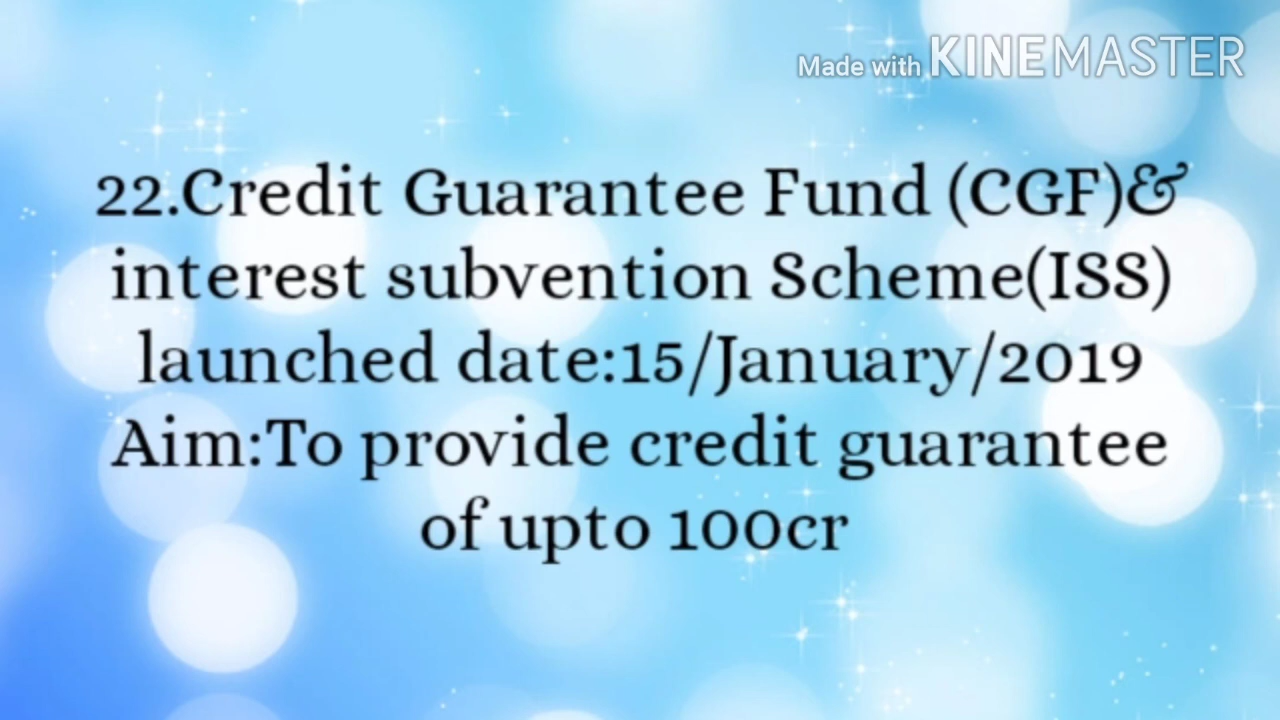 Made with KINEMASTER
22.Credit Guarantee Fund (CGF)&
interest subvention Scheme(ISS)
launched date:15/January/2019
Aim:To provide credit guarantee
of upto 100cr